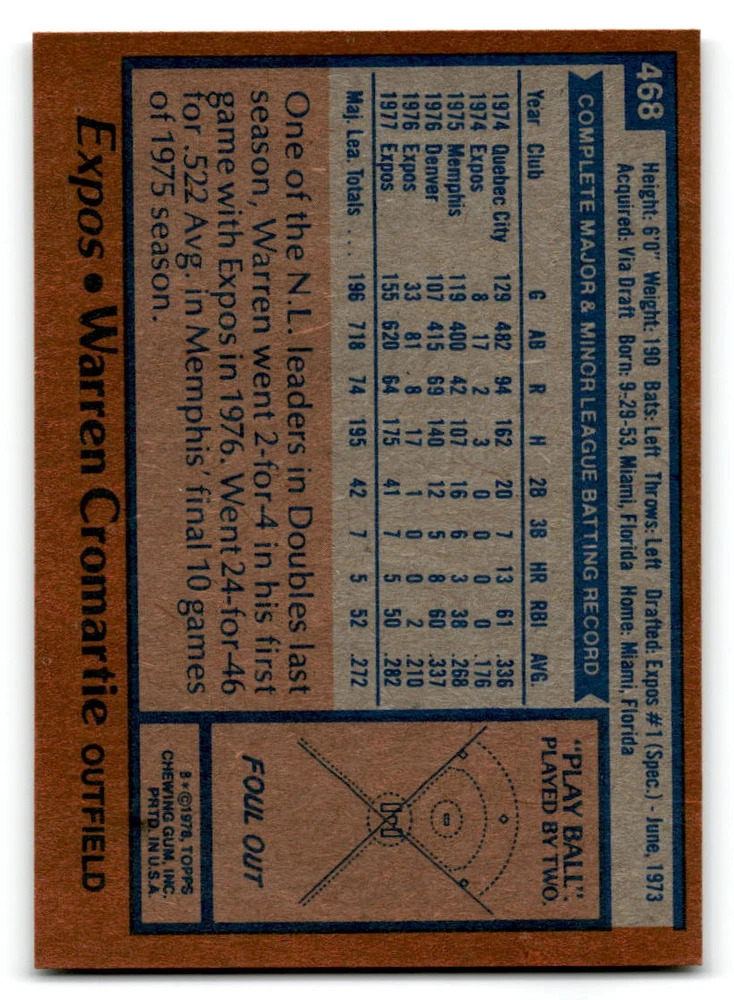 468
Height: 6'0" Weight: 190 Bats: Left Throws: Left Drafted: Expos #1 (Spec.) - June, 1973
Acquired: Via Draft Born: 9-29-53, Miami, Florida Home: Miami, Florida
COMPLETE MAJOR & MINOR LEAGUE BATTING RECORD
Year Club G AB R H 2B 3B HR RBI AVG.
1974 Quebec City 129 482 94 162 20 7 13 61 .336
1974 Expos 8 17 2 3 0 0 0 0 .176
1975 Memphis 119 400 42 107 16 6 3 38 .268
1976 Denver 107 415 69 140 12 5 8 60 .337
1976 Expos 33 81 8 17 1 0 0 2 .210
1977 Expos 155 620 64 175 41 7 5 50 .282
Maj. Lea. Totals ... 196 718 74 195 42 7 5 52 .272
One of the N.L. leaders in Doubles last
season, Warren went 2-for-4 in his first
game with Expos in 1976. Went 24-for-46
for .522 Avg. in Memphis' final 10 games
of 1975 season.
"PLAY BALL"
PLAYED BY TWO.
FOUL OUT
B*©1978, TOPPS
CHEWING GUM, INC.
PRTD. IN U.S.A.
Expos • Warren Cromartie OUTFIELD